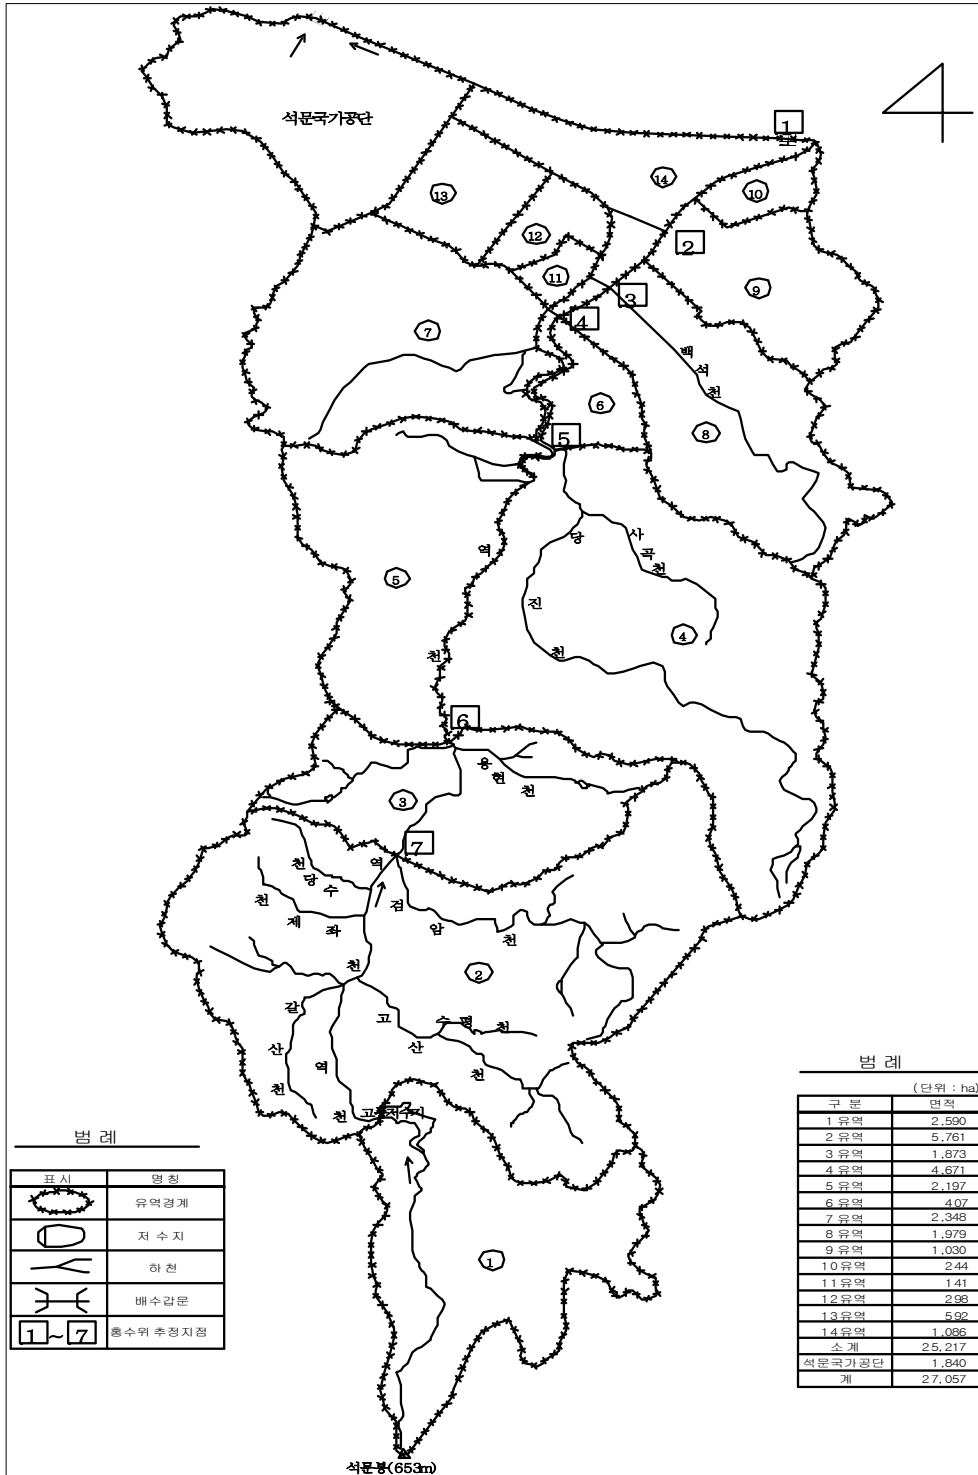 석문국가공단
1
14
10
13
12
2
11
9
3
4
7
백석천
6
8
5
사곡천
당진천
역천
5
4
6
용현천
3
7
역천
당수천
제좌천
검암천
2
갈산천
고산천
수평천
역천
1
석문봉(653m)
범 례
표 시 명 칭
유역경계
저 수 지
하 천
배수갑문
1 ~ 7 홍수위 추정지점
범 례
(단위 : ha)
구 분 면적
1 유역 2,590
2 유역 5,761
3 유역 1,873
4 유역 4,671
5 유역 2,197
6 유역 407
7 유역 2,348
8 유역 1,979
9 유역 1,030
10유역 244
11유역 141
12유역 298
13유역 592
14유역 1,086
소 계 25,217
석문국가공단 1,840
계 27,057